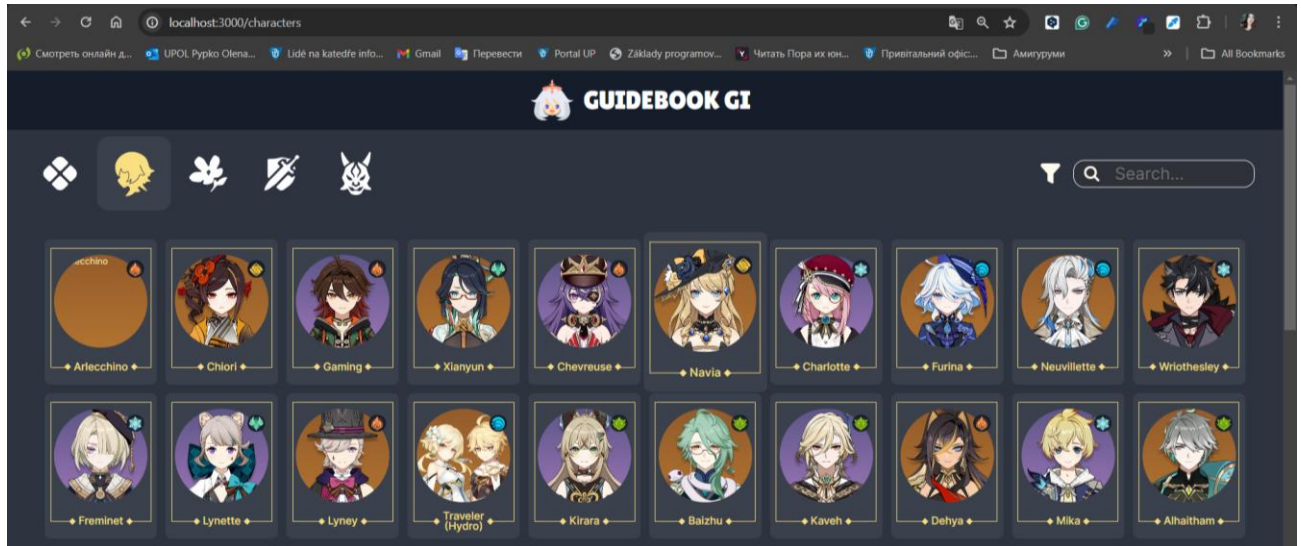 localhost:3000/characters
Смотреть онлайн д... UPOL Pypko Olena... Lidé na katedře info... Gmail Перевести Portal UP Základy programov... Читать Пора их юн... Привітальний офіс... Амигуруми » All Bookmarks
GUIDEBOOK GI
Search...
cchino
Arlecchino Chiori Gaming Xianyun Chevreuse Navia Charlotte Furina Neuvillette Wriothesley
Freminet Lynette Lyney Traveler (Hydro) Kirara Baizhu Kaveh Dehya Mika Alhaitham